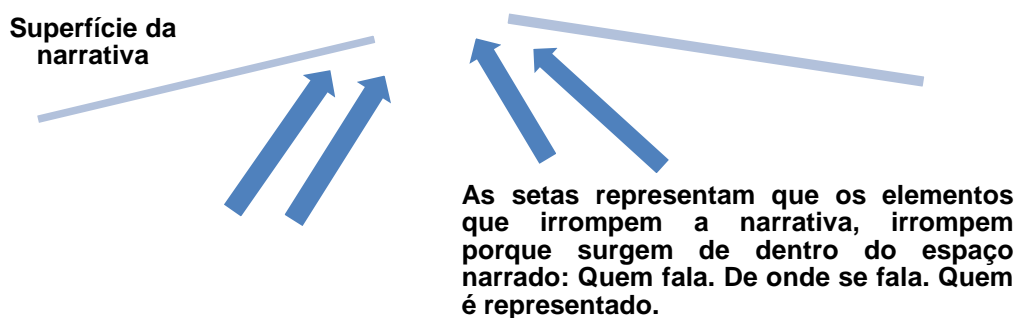 Superfície da
narrativa
As setas representam que os elementos
que irrompem a narrativa, irrompem
porque surgem de dentro do espaço
narrado: Quem fala. De onde se fala. Quem
é representado.